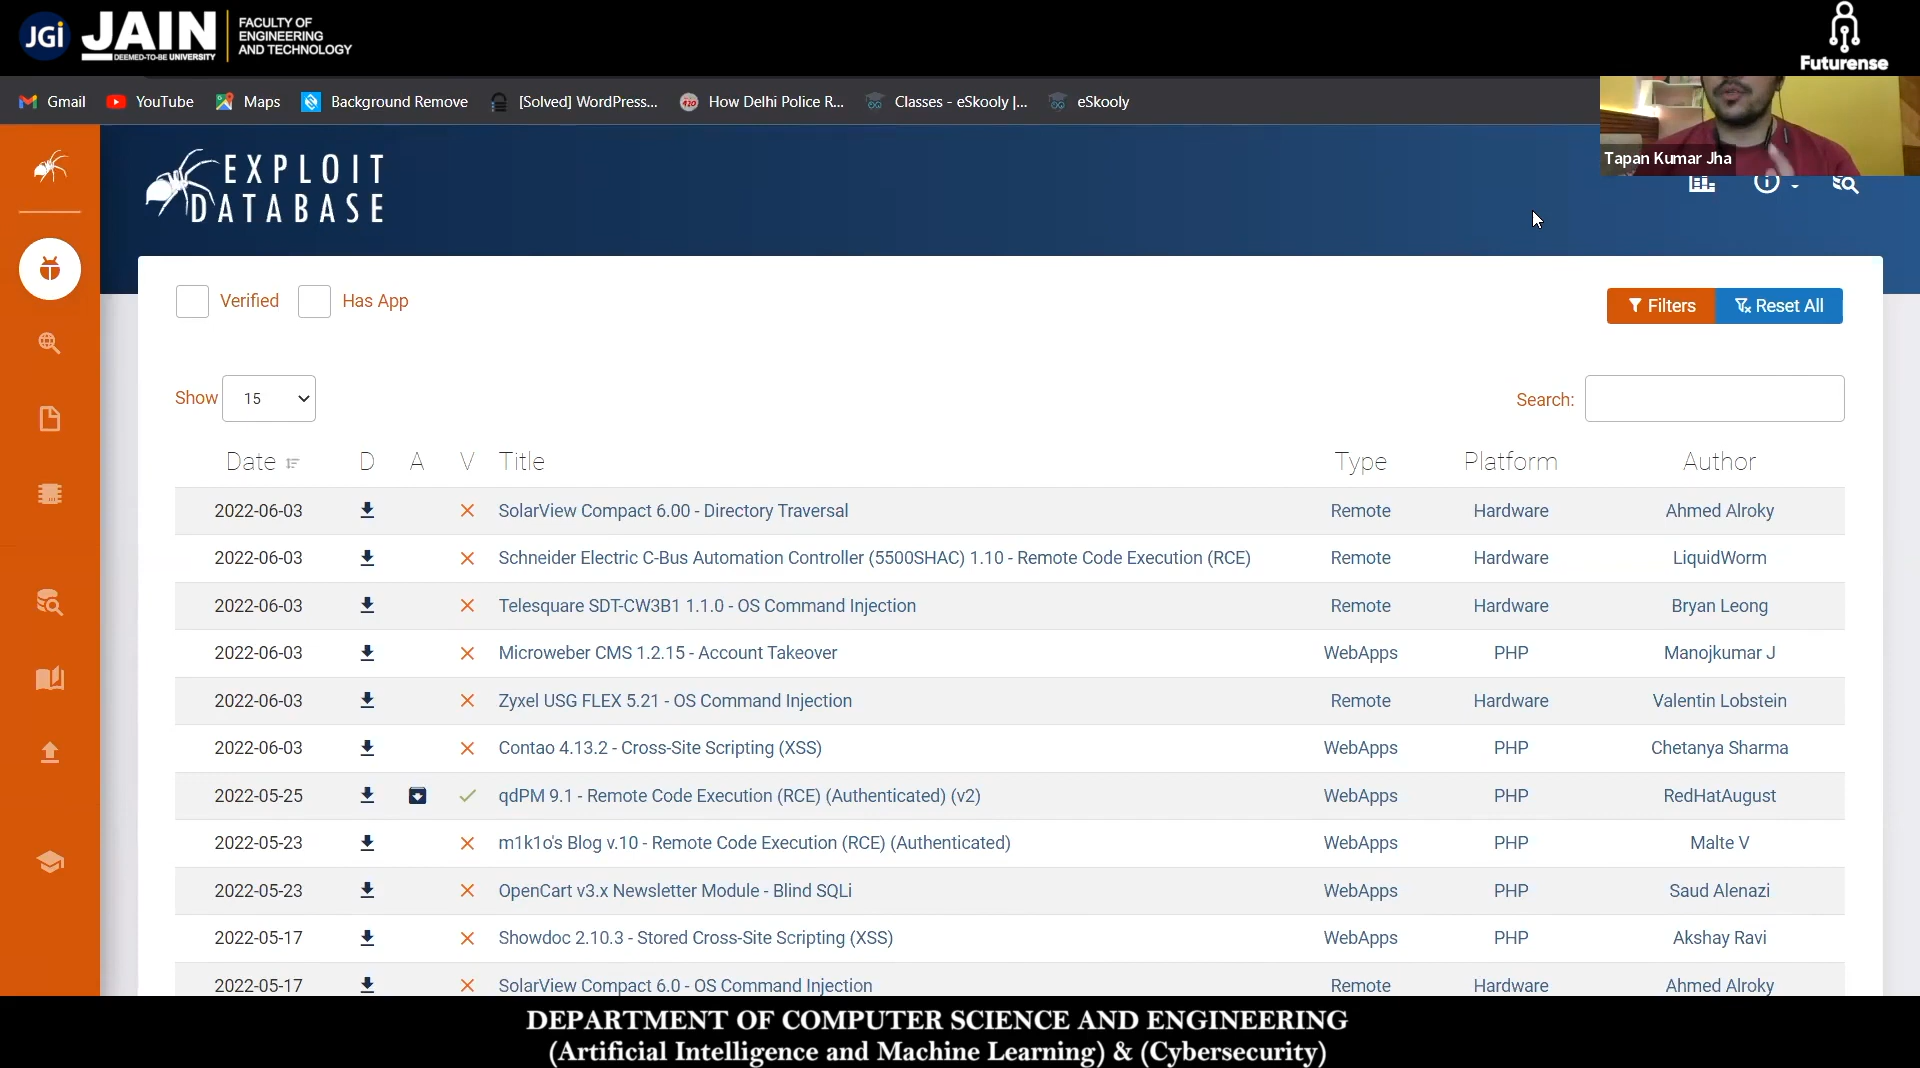 JGi JAIN DEEMED-TO-BE UNIVERSITY FACULTY OF ENGINEERING AND TECHNOLOGY
Futurense
Gmail YouTube Maps Background Remove [Solved] WordPress... How Delhi Police R... Classes - eSkooly |... eSkooly
Tapan Kumar Jha
EXPLOIT
DATABASE
Verified Has App
Filters Reset All
Show 15 Search:
Date D A V Title Type Platform Author
2022-06-03 SolarView Compact 6.00 - Directory Traversal Remote Hardware Ahmed Alroky
2022-06-03 Schneider Electric C-Bus Automation Controller (5500SHAC) 1.10 - Remote Code Execution (RCE) Remote Hardware LiquidWorm
2022-06-03 Telesquare SDT-CW3B1 1.1.0 - OS Command Injection Remote Hardware Bryan Leong
2022-06-03 Microweber CMS 1.2.15 - Account Takeover WebApps PHP Manojkumar J
2022-06-03 Zyxel USG FLEX 5.21 - OS Command Injection Remote Hardware Valentin Lobstein
2022-06-03 Contao 4.13.2 - Cross-Site Scripting (XSS) WebApps PHP Chetanya Sharma
2022-05-25 qdPM 9.1 - Remote Code Execution (RCE) (Authenticated) (v2) WebApps PHP RedHatAugust
2022-05-23 m1k1o's Blog v.10 - Remote Code Execution (RCE) (Authenticated) WebApps PHP Malte V
2022-05-23 OpenCart v3.x Newsletter Module - Blind SQLi WebApps PHP Saud Alenazi
2022-05-17 Showdoc 2.10.3 - Stored Cross-Site Scripting (XSS) WebApps PHP Akshay Ravi
2022-05-17 SolarView Compact 6.0 - OS Command Injection Remote Hardware Ahmed Alroky
DEPARTMENT OF COMPUTER SCIENCE AND ENGINEERING
(Artificial Intelligence and Machine Learning) & (Cybersecurity)